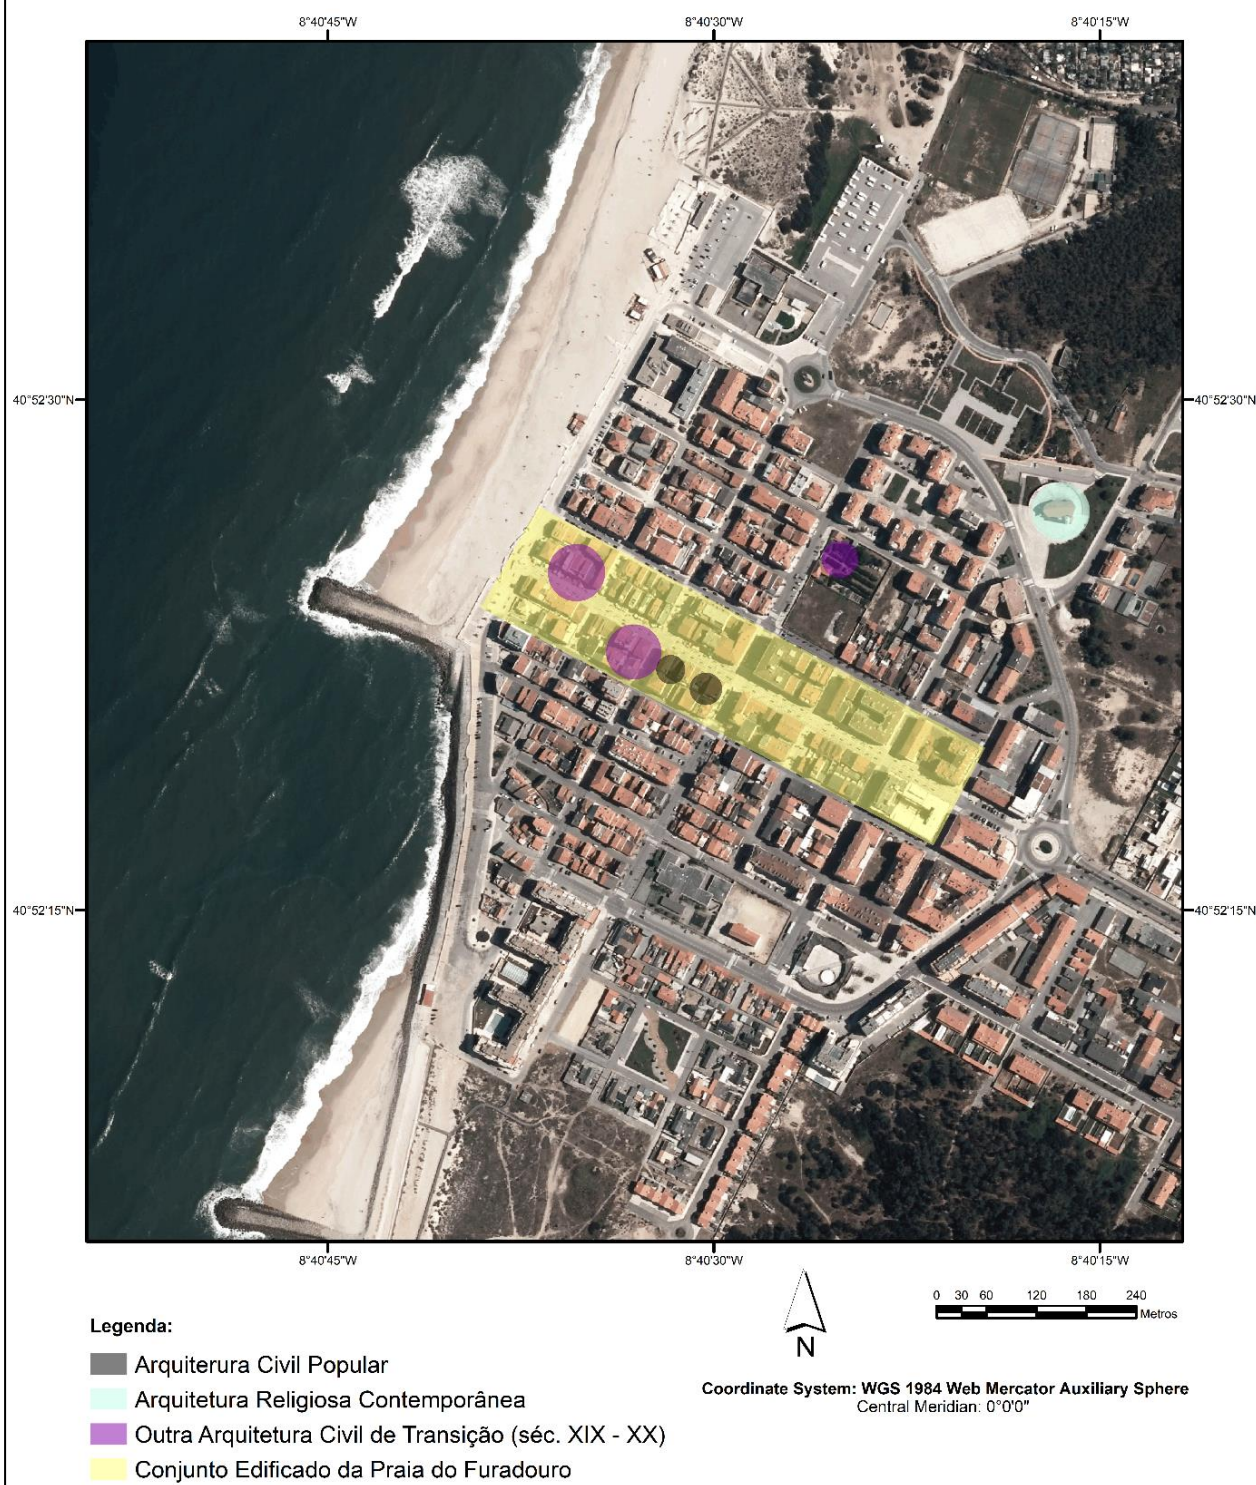 8°40'45"W 8°40'30"W 8°40'15"W
40°52'30"N 40°52'30"N
40°52'15"N 40°52'15"N
8°40'45"W 8°40'30"W 8°40'15"W
N
0 30 60 120 180 240
Metros
Coordinate System: WGS 1984 Web Mercator Auxiliary Sphere
Central Meridian: 0°0'0"
Legenda:
Arquiterura Civil Popular
Arquitetura Religiosa Contemporânea
Outra Arquitetura Civil de Transição (séc. XIX - XX)
Conjunto Edificado da Praia do Furadouro